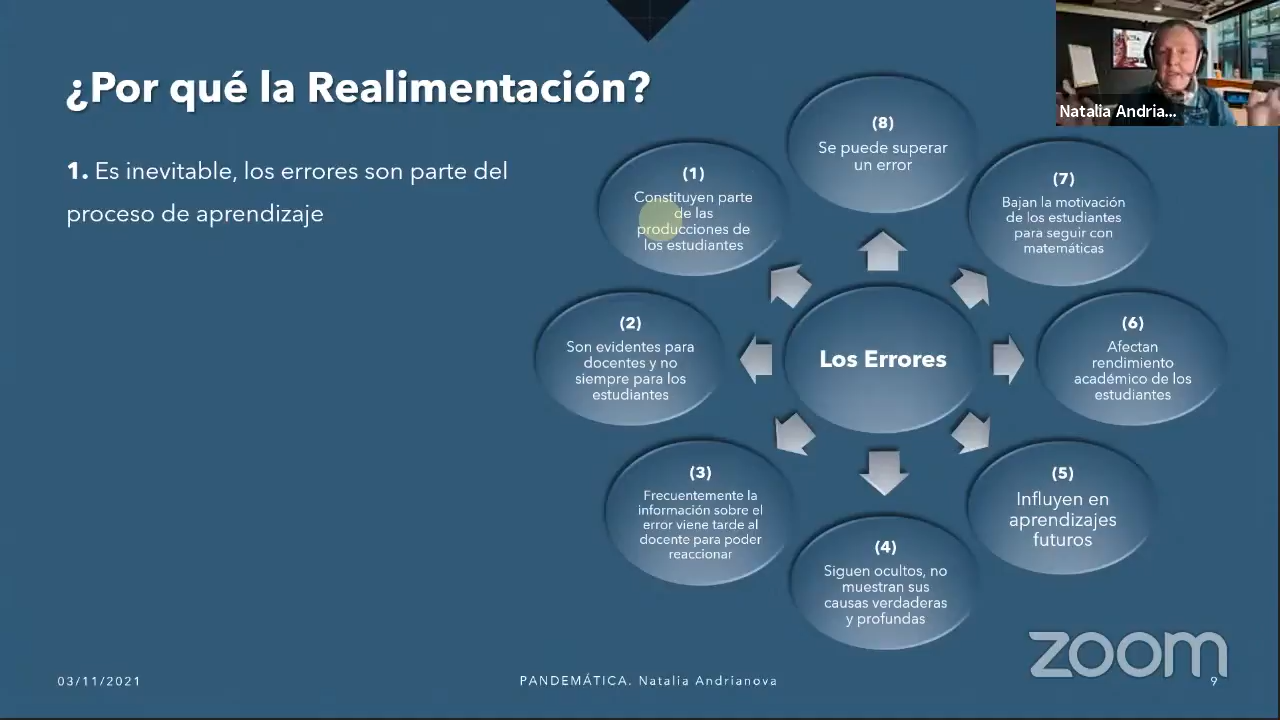 ¿Por qué la Realimentación?
1. Es inevitable, los errores son parte del
proceso de aprendizaje
Los Errores
(1)
Constituyen parte
de las
producciones de
los estudiantes
(2)
Son evidentes para
docentes y no
siempre para los
estudiantes
(3)
Frecuentemente la
información sobre el
error viene tarde al
docente para poder
reaccionar
(4)
Siguen ocultos, no
muestran sus
causas verdaderas
y profundas
(5)
Influyen en
aprendizajes
futuros
(6)
Afectan
rendimiento
académico de los
estudiantes
(7)
Bajan la motivación
de los estudiantes
para seguir con
matemáticas
(8)
Se puede superar
un error
Natalia Andria...
zoom
03/11/2021
PANDEMÁTICA. Natalia Andrianova
9